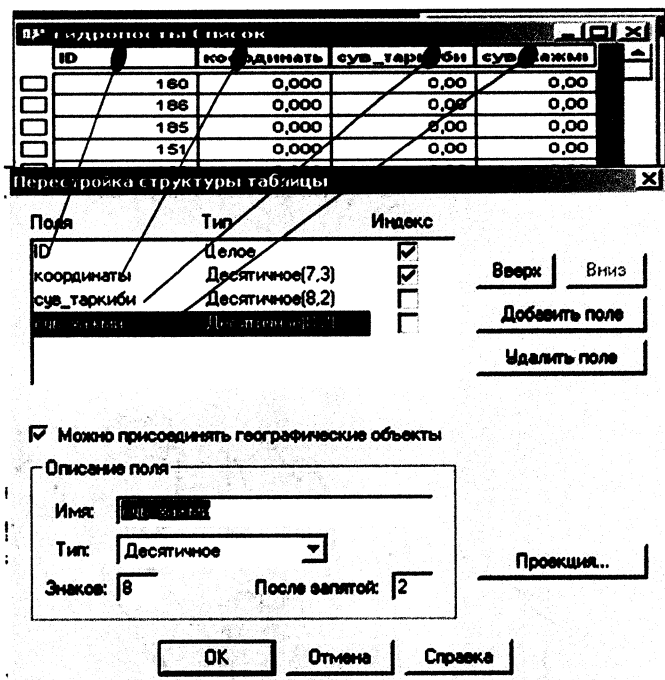 Гидропосты Список
ID координать сув_таркиби
160 0,000 0,00 0,00
186 0,000 0,00 0,00
185 0,000 0,00 0,00
151 0,000 0,00 0,00
Перестройка структуры таблицы
Поля Тип Индекс
ID Целое
координаты Десятичное(7,3)
сув_таркиби Десятичное(8,2)
Вверх Вниз
Добавить поле
Удалить поле
Можно присоединять географические объекты
Описание поля
Имя:
Тип: Десятичное
Знаков: 8 После запятой: 2
Проекция...
OK Отмена Справка